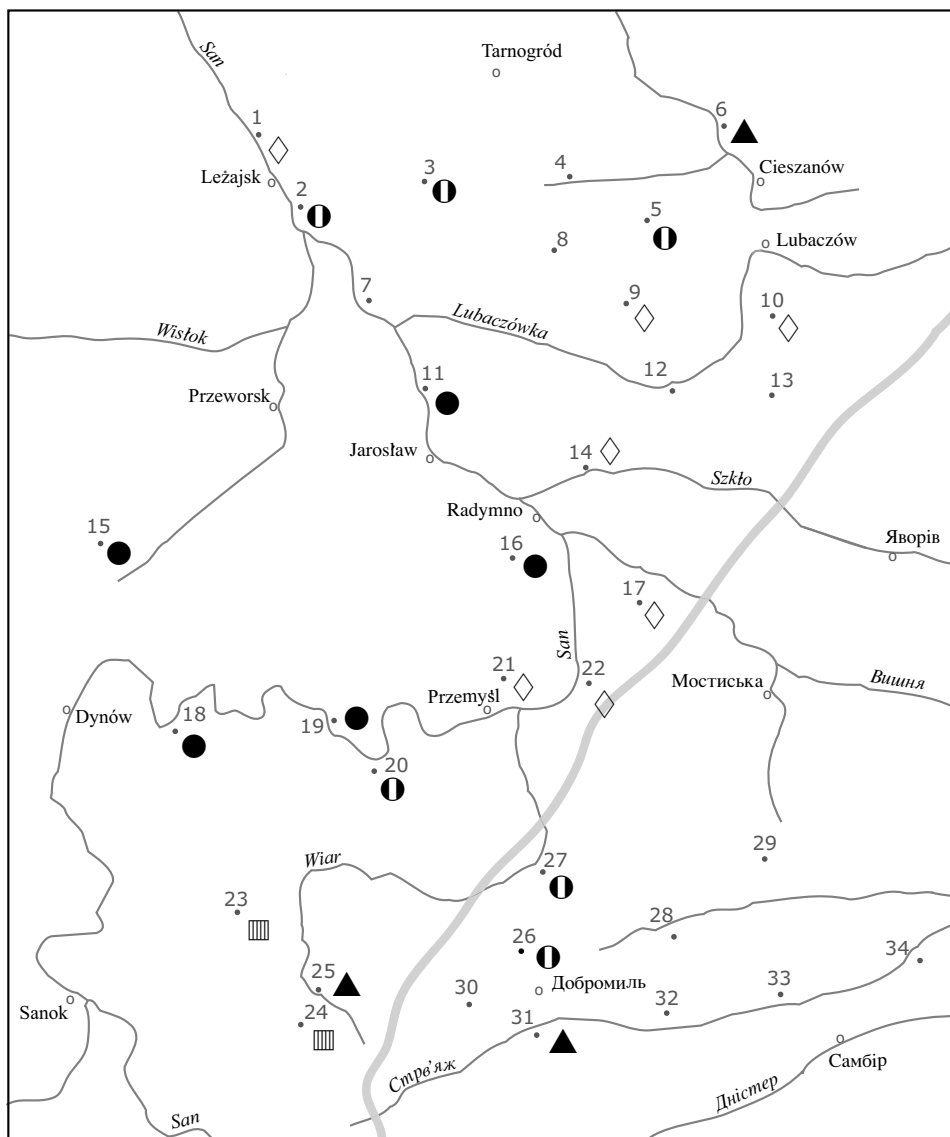 San
Tarnogród
1
6
3
4
Leżajsk
Cieszanów
2
5
8
Lubaczów
7
9
10
Lubaczówka
Wisłok
12
13
11
Przeworsk
Jarosław
14
Szkło
Radymno
15
16
Яворів
17
San
21
22
Мостиська
Вишня
Przemyśl
18
19
Dynów
20
Wiar
27
29
23
28
26
34
25
33
Добромиль
30
32
Sanok
24
31
Самбір
Стрв'яж
Дністер
San